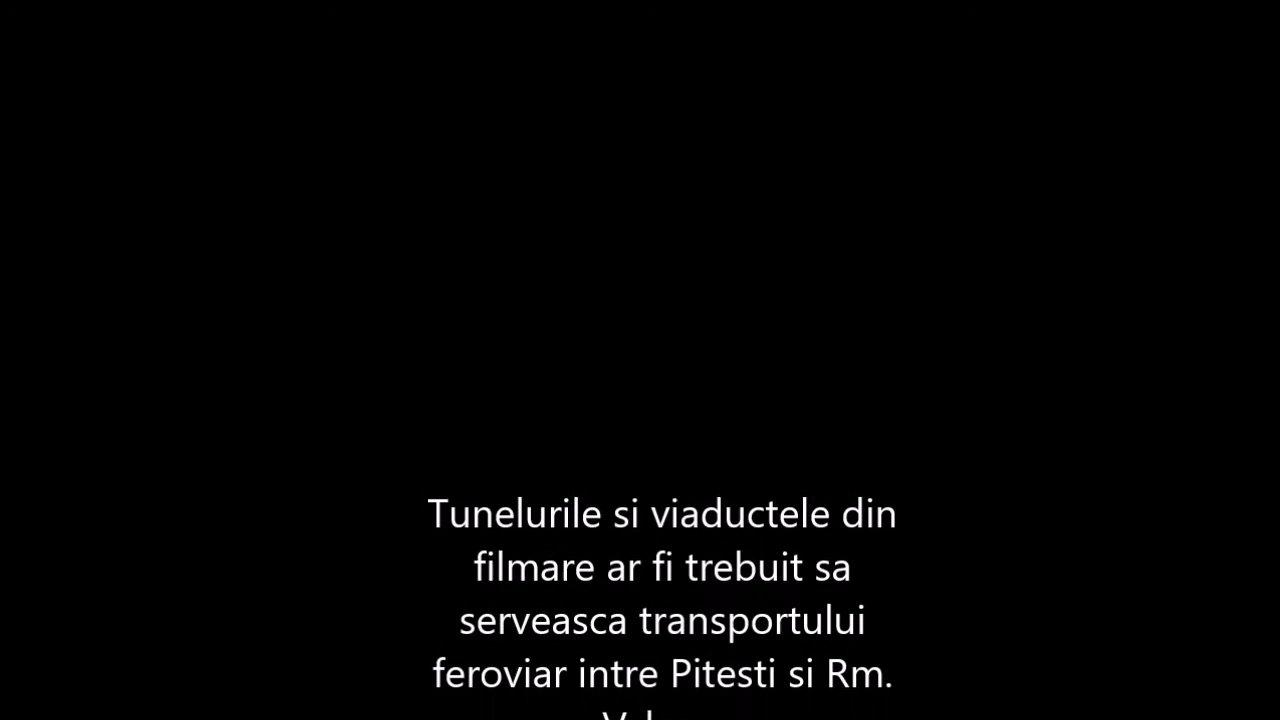 Tunelurile si viaductele din
filmare ar fi trebuit sa
serveasca transportului
feroviar intre Pitesti si Rm.